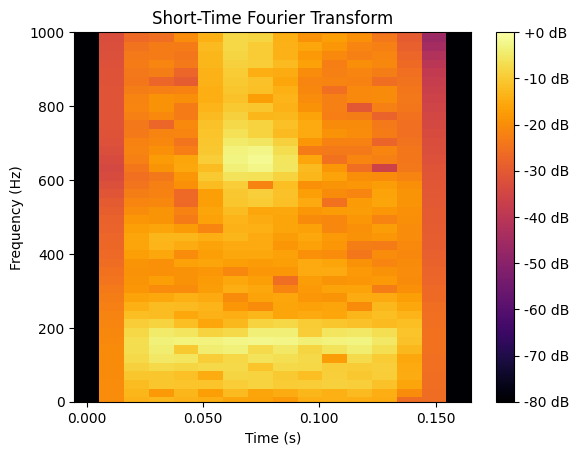 Short-Time Fourier Transform
1000
800
600
400
200
0
Frequency (Hz)
0.000
0.050
0.100
0.150
Time (s)
+0 dB
-10 dB
-20 dB
-30 dB
-40 dB
-50 dB
-60 dB
-70 dB
-80 dB